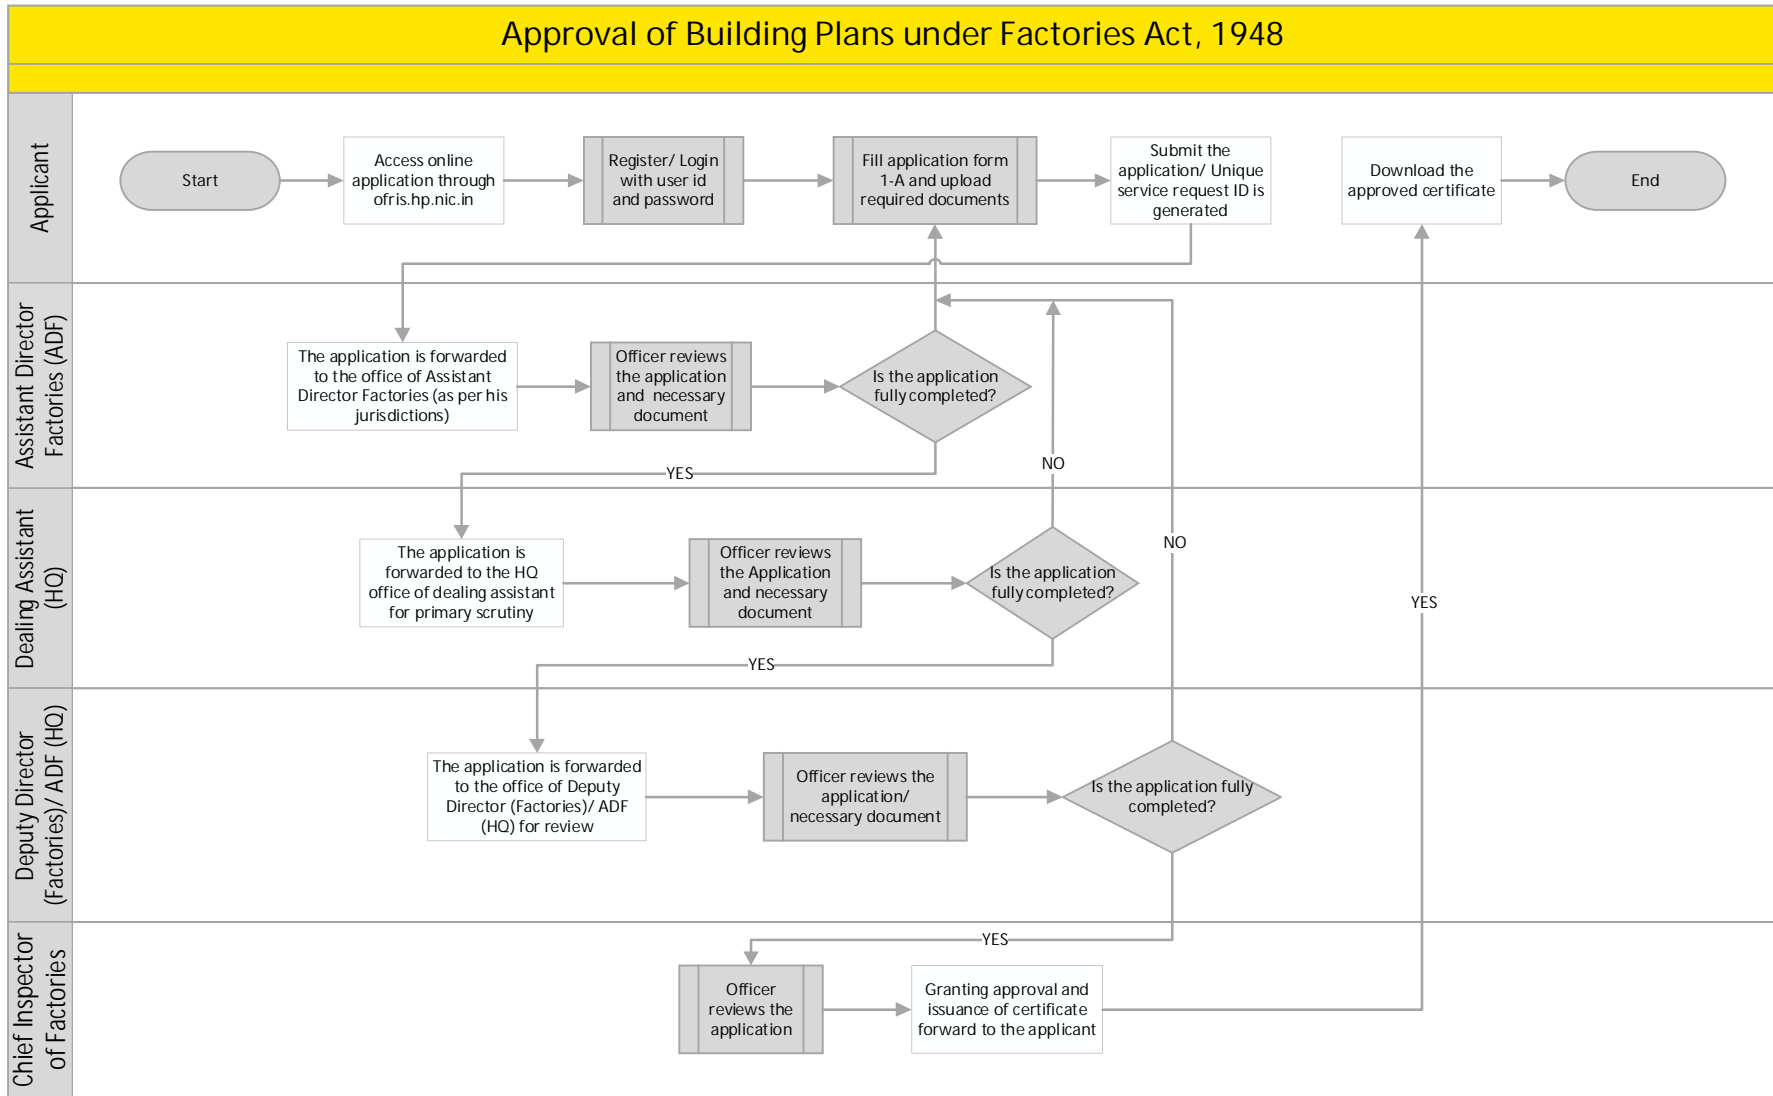 Approval of Building Plans under Factories Act, 1948
Applicant
Start
Access online
application through
ofris.hp.nic.in
Register/ Login
with user id
and password
Fill application form
1-A and upload
required documents
Submit the
application/ Unique
service request ID is
generated
Download the
approved certificate
End
Assistant Director
Factories (ADF)
The application is forwarded
to the office of Assistant
Director Factories (as per his
jurisdictions)
Officer reviews
the application
and necessary
document
Is the application
fully completed?
YES
NO
Dealing Assistant
(HQ)
The application is
forwarded to the HQ
office of dealing assistant
for primary scrutiny
Officer reviews
the Application
and necessary
document
Is the application
fully completed?
NO
YES
YES
Deputy Director
(Factories)/ ADF (HQ)
The application is forwarded
to the office of Deputy
Director (Factories)/ ADF
(HQ) for review
Officer reviews the
application/
necessary document
Is the application fully
completed?
YES
Chief Inspector
of Factories
Officer
reviews the
application
Granting approval and
issuance of certificate
forward to the applicant